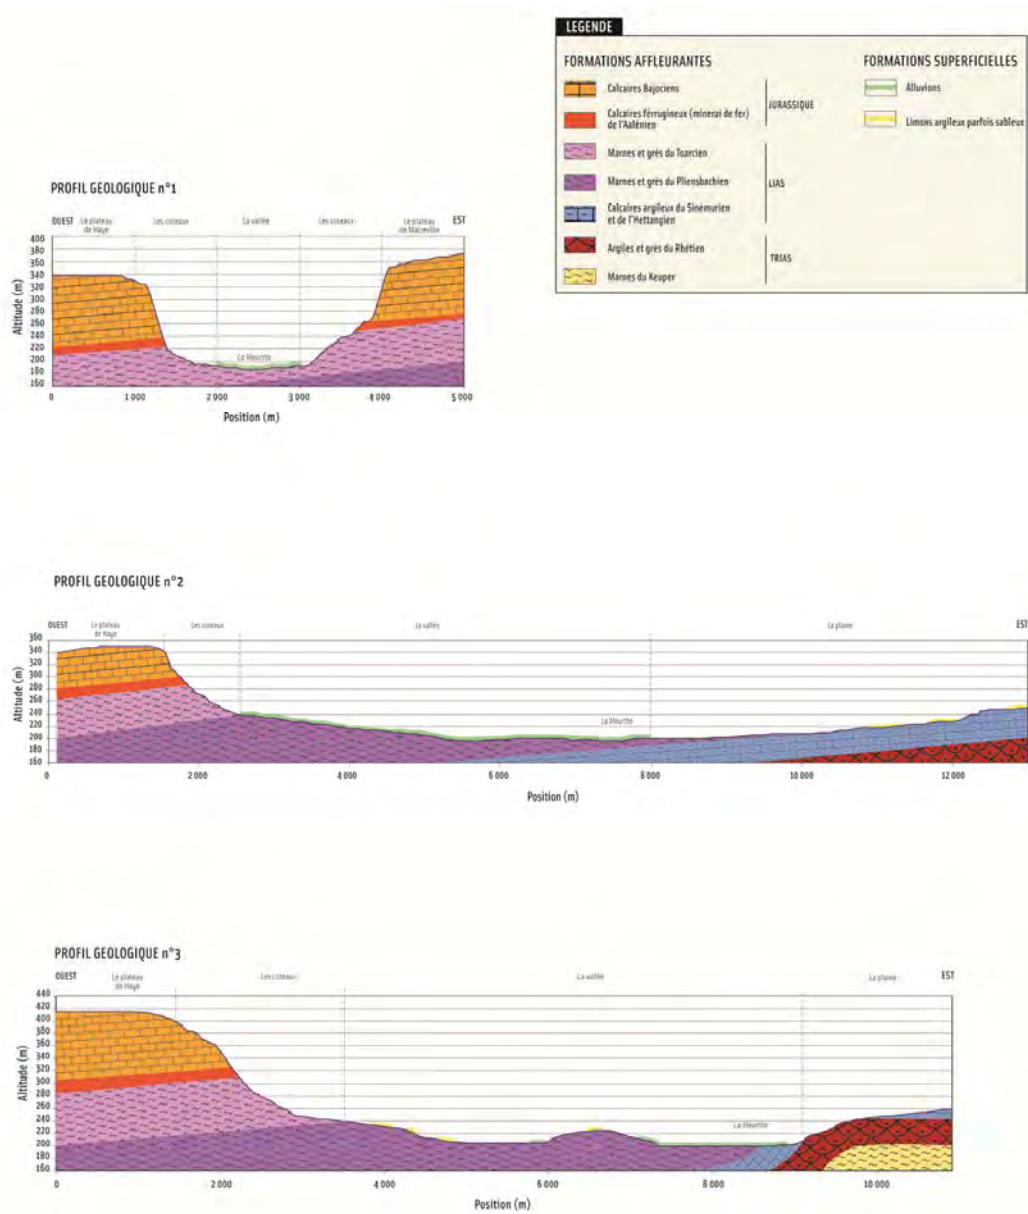 LEGENDE
FORMATIONS AFFLEURANTES
Calcaires Bajociens
Calcaires ferrugineux (minerai de fer)
de l'Aalénien
JURASSIQUE
Marnes et grès du Toarcien
Marnes et grès du Pliensbachien
LIAS
Calcaires argileux du Sinémurien
et de l'Hettangien
Argiles et grès du Rhétien
TRIAS
Marnes du Keuper
FORMATIONS SUPERFICIELLES
Alluvions
Limons argileux parfois sableux
PROFIL GEOLOGIQUE n°1
OUEST Le plateau de Haye Les coteaux La vallée Les coteaux Le plateau de Malzeville EST
400
380
360
340
320
300
280
260
240
220
200
180
160
Altitude (m)
La Meurthe
0 1 000 2 000 3 000 4 000 5 000
Position (m)
PROFIL GEOLOGIQUE n°2
OUEST Le plateau de Haye Les coteaux La vallée La plaine EST
360
340
320
300
280
260
240
220
200
180
160
Altitude (m)
La Meurthe
0 2 000 4 000 6 000 8 000 10 000 12 000
Position (m)
PROFIL GEOLOGIQUE n°3
OUEST Le plateau de Haye Les coteaux La vallée La plaine EST
440
420
400
380
360
340
320
300
280
260
240
220
200
180
160
Altitude (m)
La Meurthe
0 2 000 4 000 6 000 8 000 10 000
Position (m)